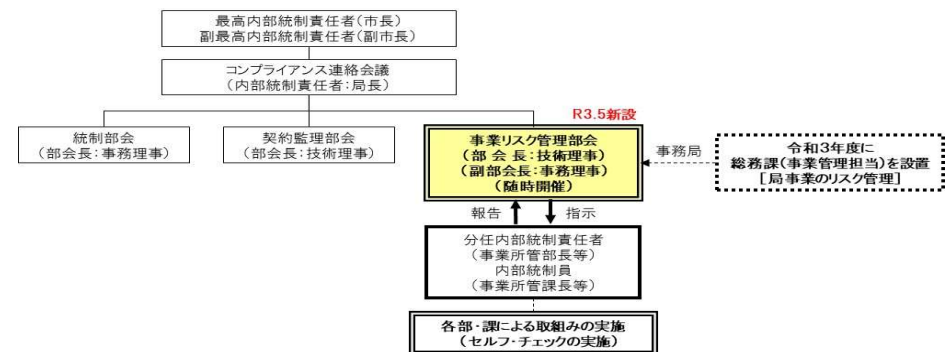 最高内部統制責任者(市長)
副最高内部統制責任者(副市長)
コンプライアンス連絡会議
(内部統制責任者:局長)
R3.5新設
統制部会
(部会長:事務理事)
契約監理部会
(部会長:技術理事)
事業リスク管理部会
(部 会 長:技術理事)
(副部会長:事務理事)
(随時開催)
事務局
令和3年度に
総務課(事業管理担当)を設置
[局事業のリスク管理]
報告
指示
分任内部統制責任者
(事業所管部長等)
内部統制員
(事業所管課長等)
各部・課による取組みの実施
(セルフ・チェックの実施)